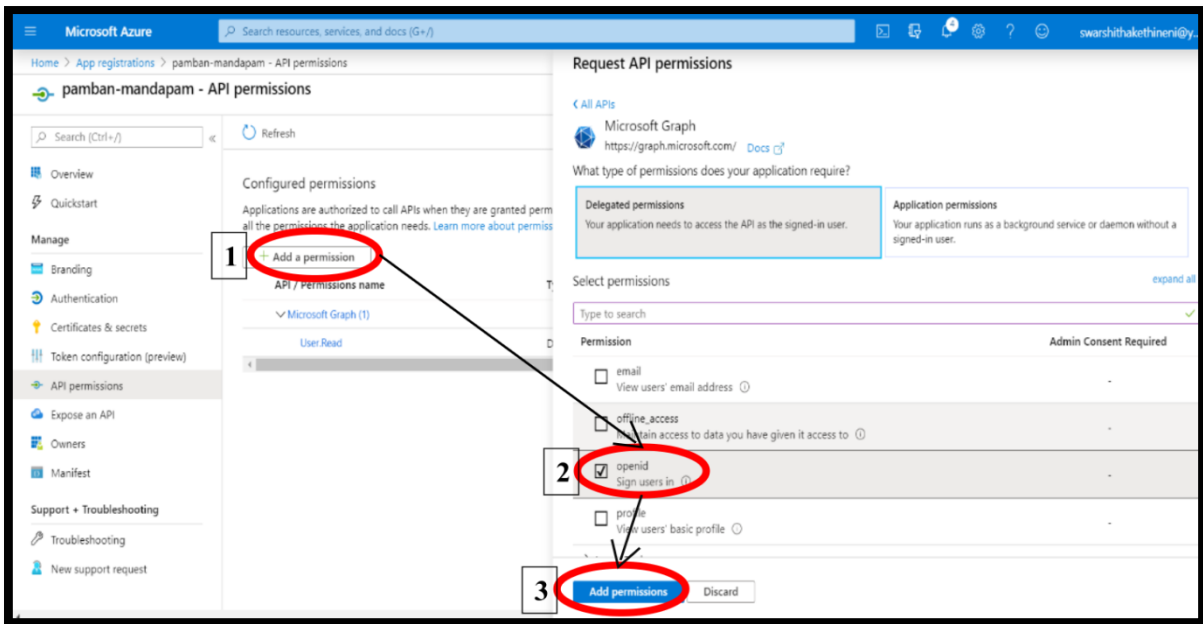 Microsoft Azure
Search resources, services, and docs (G+/)
4
swarshithakethineni@y...
Home > App registrations > pamban-mandapam - API permissions
pamban-mandapam - API permissions
Search (Ctrl+/)
«
Overview
Quickstart
Manage
Branding
Authentication
Certificates & secrets
Token configuration (preview)
API permissions
Expose an API
Owners
Manifest
Support + Troubleshooting
Troubleshooting
New support request
Refresh
Configured permissions
Applications are authorized to call APIs when they are granted perm
all the permissions the application needs. Learn more about permiss
1
+ Add a permission
API / Permissions name
Microsoft Graph (1)
User.Read
D
Request API permissions
All APIs
Microsoft Graph
https://graph.microsoft.com/ Docs
What type of permissions does your application require?
Delegated permissions
Your application needs to access the API as the signed-in user.
Application permissions
Your application runs as a background service or daemon without a
signed-in user.
Select permissions
expand all
Type to search
Permission
Admin Consent Required
email
View users' email address
-
offline_access
Maintain access to data you have given it access to
-
2
openid
Sign users in
-
profile
View users' basic profile
-
3
Add permissions
Discard